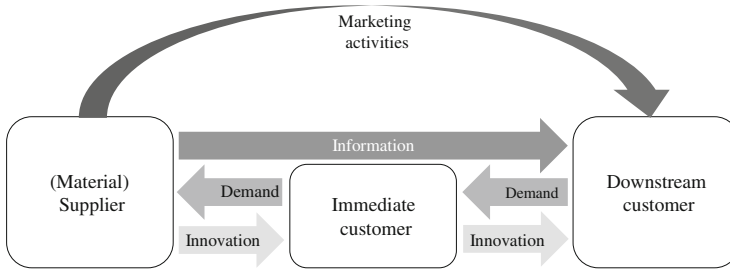 Marketing
activities
Information
(Material)
Supplier
Demand
Innovation
Immediate
customer
Demand
Innovation
Downstream
customer